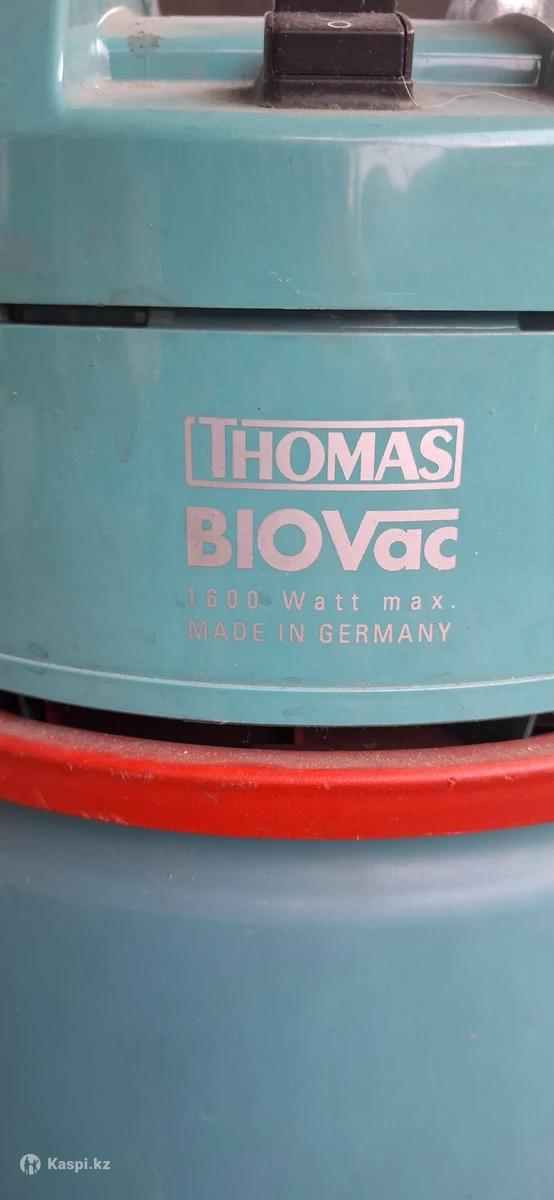 THOMAS
BIOVac
1600 Watt max.
MADE IN GERMANY
Kaspi.kz